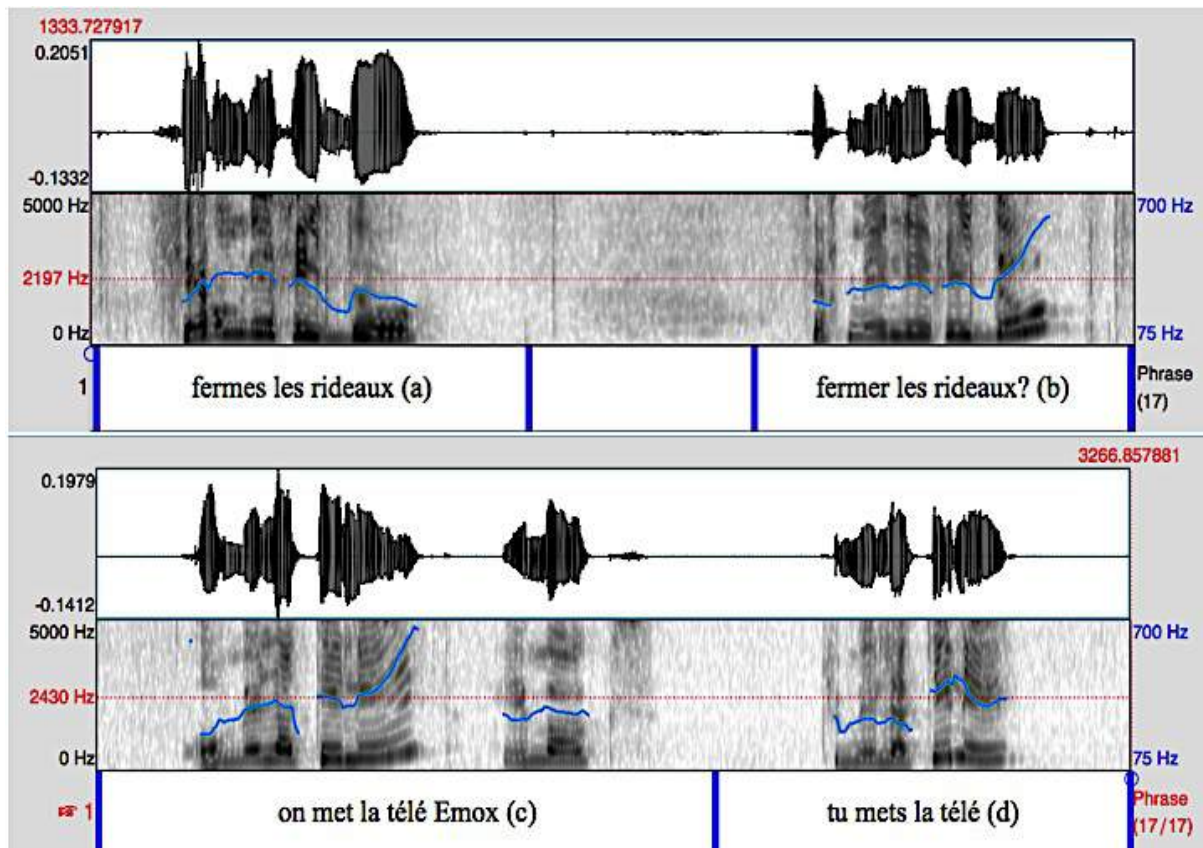 1333.727917
0.2051
-0.1332
5000 Hz 700 Hz
2197 Hz
0 Hz 75 Hz
1 fermes les rideaux (a) fermer les rideaux? (b) Phrase
(17)
3266.857881
0.1979
-0.1412
5000 Hz 700 Hz
2430 Hz
0 Hz 75 Hz
☞ 1 on met la télé Emox (c) tu mets la télé (d) Phrase
(17/17)